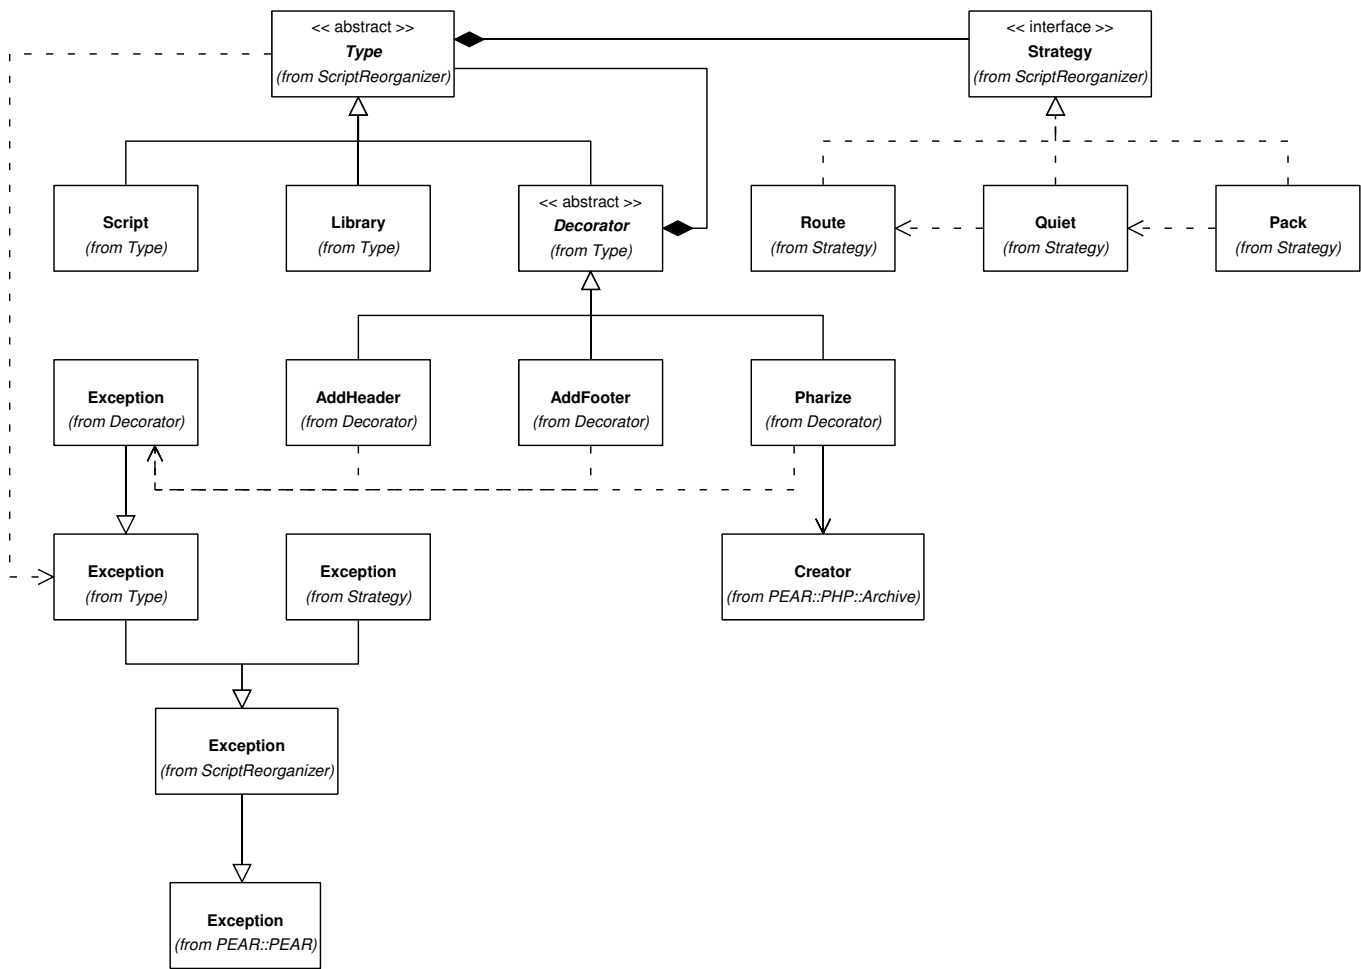 << abstract >>
Type
(from ScriptReorganizer)
<< interface >>
Strategy
(from ScriptReorganizer)
Script
(from Type)
Library
(from Type)
<< abstract >>
Decorator
(from Type)
Route
(from Strategy)
Quiet
(from Strategy)
Pack
(from Strategy)
Exception
(from Decorator)
AddHeader
(from Decorator)
AddFooter
(from Decorator)
Pharize
(from Decorator)
Exception
(from Type)
Exception
(from Strategy)
Creator
(from PEAR::PHP::Archive)
Exception
(from ScriptReorganizer)
Exception
(from PEAR::PEAR)